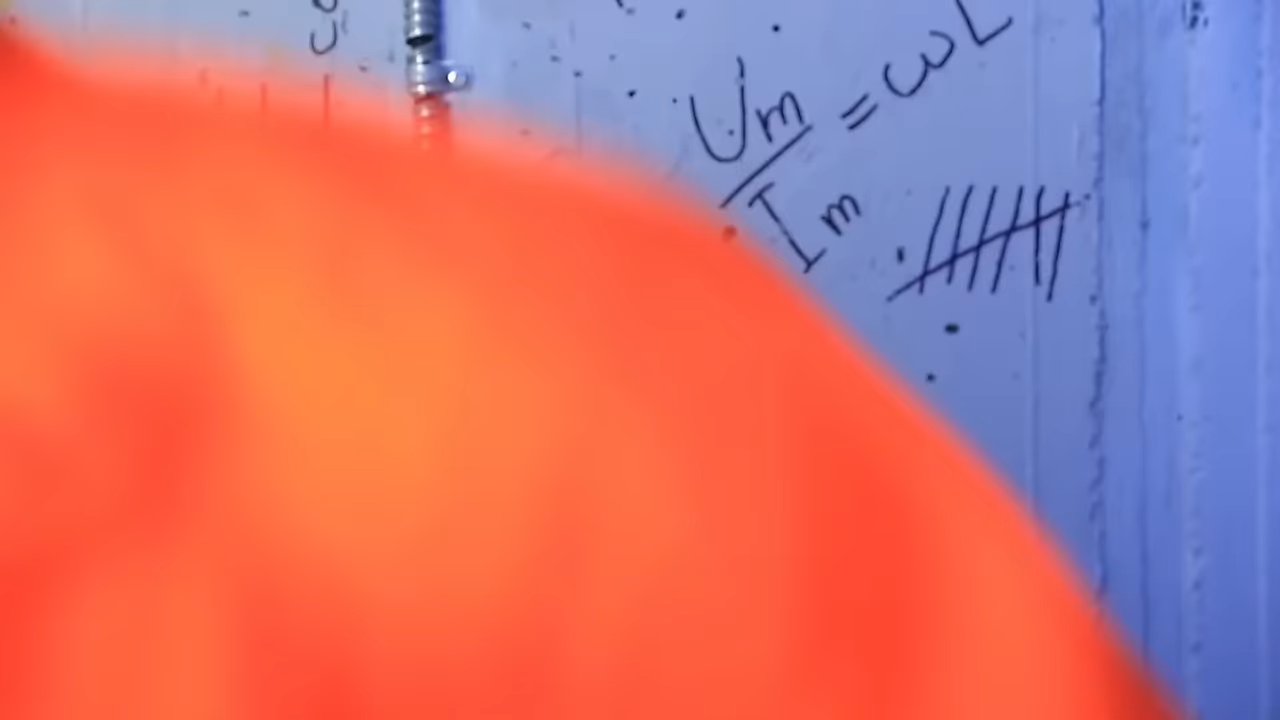 Um/Im = ωL